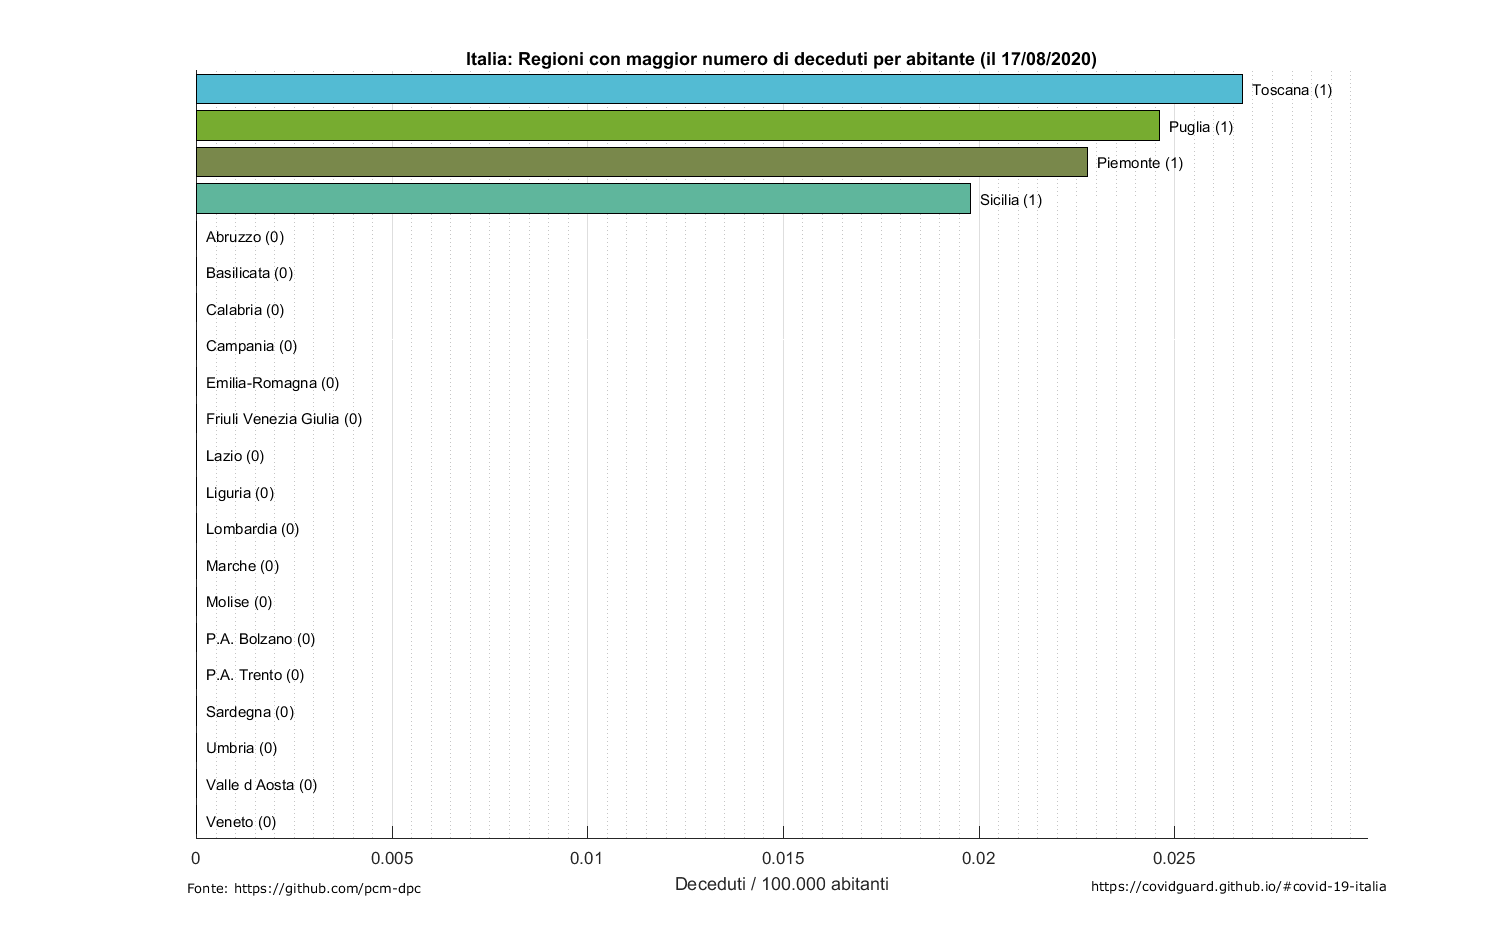 Italia: Regioni con maggior numero di deceduti per abitante (il 17/08/2020)
Toscana (1)
Puglia (1)
Piemonte (1)
Sicilia (1)
Abruzzo (0)
Basilicata (0)
Calabria (0)
Campania (0)
Emilia-Romagna (0)
Friuli Venezia Giulia (0)
Lazio (0)
Liguria (0)
Lombardia (0)
Marche (0)
Molise (0)
P.A. Bolzano (0)
P.A. Trento (0)
Sardegna (0)
Umbria (0)
Valle d Aosta (0)
Veneto (0)
0 0.005 0.01 0.015 0.02 0.025
Deceduti / 100.000 abitanti
Fonte: https://github.com/pcm-dpc
https://covidguard.github.io/#covid-19-italia